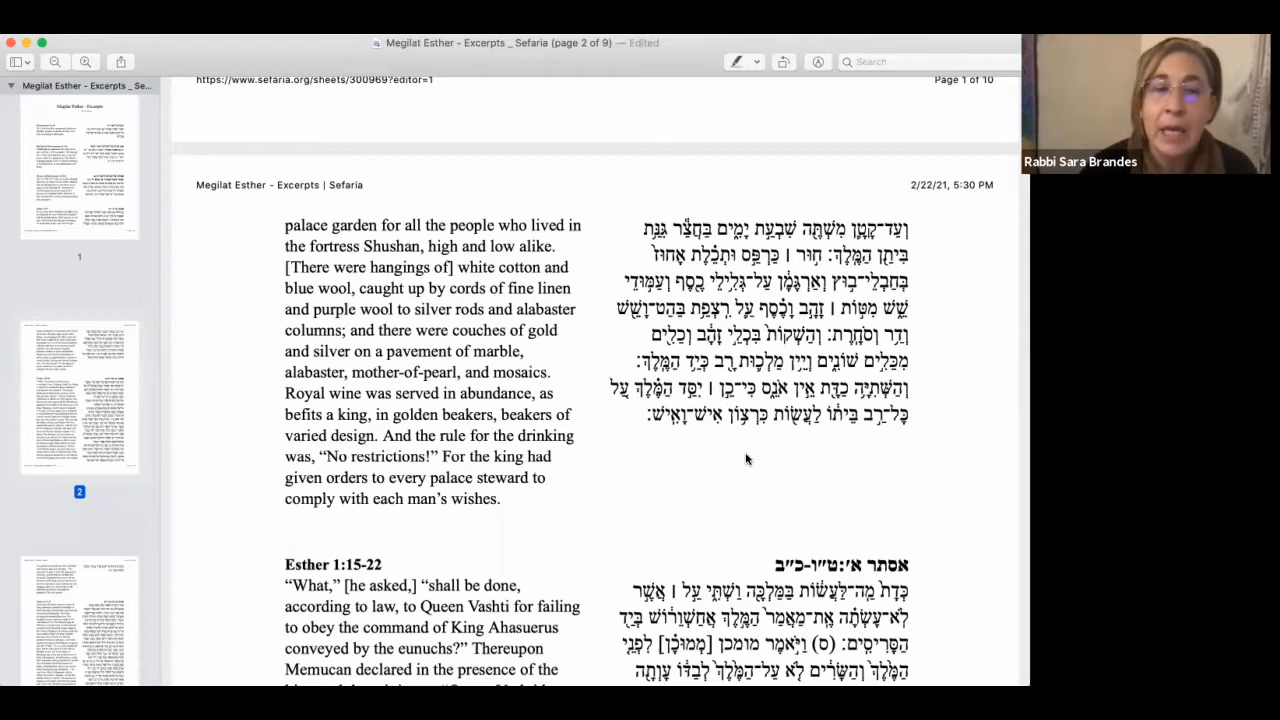 Megilat Esther - Excerpts _ Sefaria (page 2 of 9) — Edited
Search
Megilat Esther - Excerpts _ Se...
1
2
https://www.sefaria.org/sheets/300969?editor=1
Page 1 of 10
Megilat Esther - Excerpts | Sefaria
2/22/21, 5:30 PM
palace garden for all the people who lived in
the fortress Shushan, high and low alike.
[There were hangings of] white cotton and
blue wool, caught up by cords of fine linen
and purple wool to silver rods and alabaster
columns; and there were couches of gold
and silver on a pavement of marble,
alabaster, mother-of-pearl, and mosaics.
Royal wine was served in abundance, as
befits a king, in golden beakers, beakers of
varied design. And the rule for the drinking
was, “No restrictions!” For the king had
given orders to every palace steward to
comply with each man’s wishes.
וְעַד־קָטָ֛ן מִשְׁתֶּ֖ה שִׁבְעַ֣ת יָמִ֑ים בַּחֲצַ֕ר גִּנַּ֥ת
בִּיתַ֖ן הַמֶּֽלֶךְ׃ ח֣וּר ׀ כַּרְפַּ֣ס וּתְכֵ֗לֶת אָחוּז֙
בְּחַבְלֵי־ב֣וּץ וְאַרְגָּמָ֔ן עַל־גְּלִ֥ילֵי כֶ֖סֶף וְעַמּ֣וּדֵי
שֵׁ֑שׁ מִטּ֣וֹת ׀ זָהָ֣ב וָכֶ֗סֶף עַ֛ל רִֽצְפַ֥ת בַּהַט־וָשֵׁ֖שׁ
וְדַ֥ר וְסֹחָֽרֶת׃ וְהַשְׁקוֹת֙ בִּכְלֵ֣י זָהָ֔ב וְכֵלִ֖ים
מִכֵּלִ֣ים שׁוֹנִ֑ים וְיֵ֥ין מַלְכ֛וּת רָ֖ב כְּיַ֥ד הַמֶּֽלֶךְ׃
וְהַשְּׁתִיָּ֥ה כַדָּ֖ת אֵ֣ין אֹנֵ֑ס כִּי־כֵ֣ן ׀ יִסַּ֣ד הַמֶּ֗לֶךְ עַ֚ל
כָּל־רַ֣ב בֵּית֔וֹ לַעֲשׂ֖וֹת כִּרְצ֥וֹן אִישׁ־וָאִֽישׁ׃
Esther 1:15-22
“What,” [he asked,] “shall be done,
according to law, to Queen Vashti for failing
to obey the command of King Ahasuerus
conveyed by the eunuchs?” Thereupon
אסתר א׳:ט״ו-כ״ב
כְּדָת֙ מַֽה־לַּעֲשׂ֔וֹת בַּמַּלְכָּ֖ה וַשְׁתִּ֑י עַ֣ל ׀ אֲשֶׁ֣ר
לֹֽא־עָשְׂתָ֗ה אֶֽת־מַאֲמַר֙ הַמֶּ֣לֶךְ אֲחַשְׁוֵר֔וֹשׁ בְּיַ֖ד
הַסָּרִיסִֽים׃ (ס) וַיֹּ֣אמֶר מומכן [מְמוּכָ֗ן] לִפְנֵ֤י
הַמֶּ֙לֶךְ֙ וְהַשָּׂרִ֔ים לֹ֤א עַל־הַמֶּ֙לֶךְ֙ לְבַדּ֔וֹ עָוְתָ֖ה
Rabbi Sara Brandes